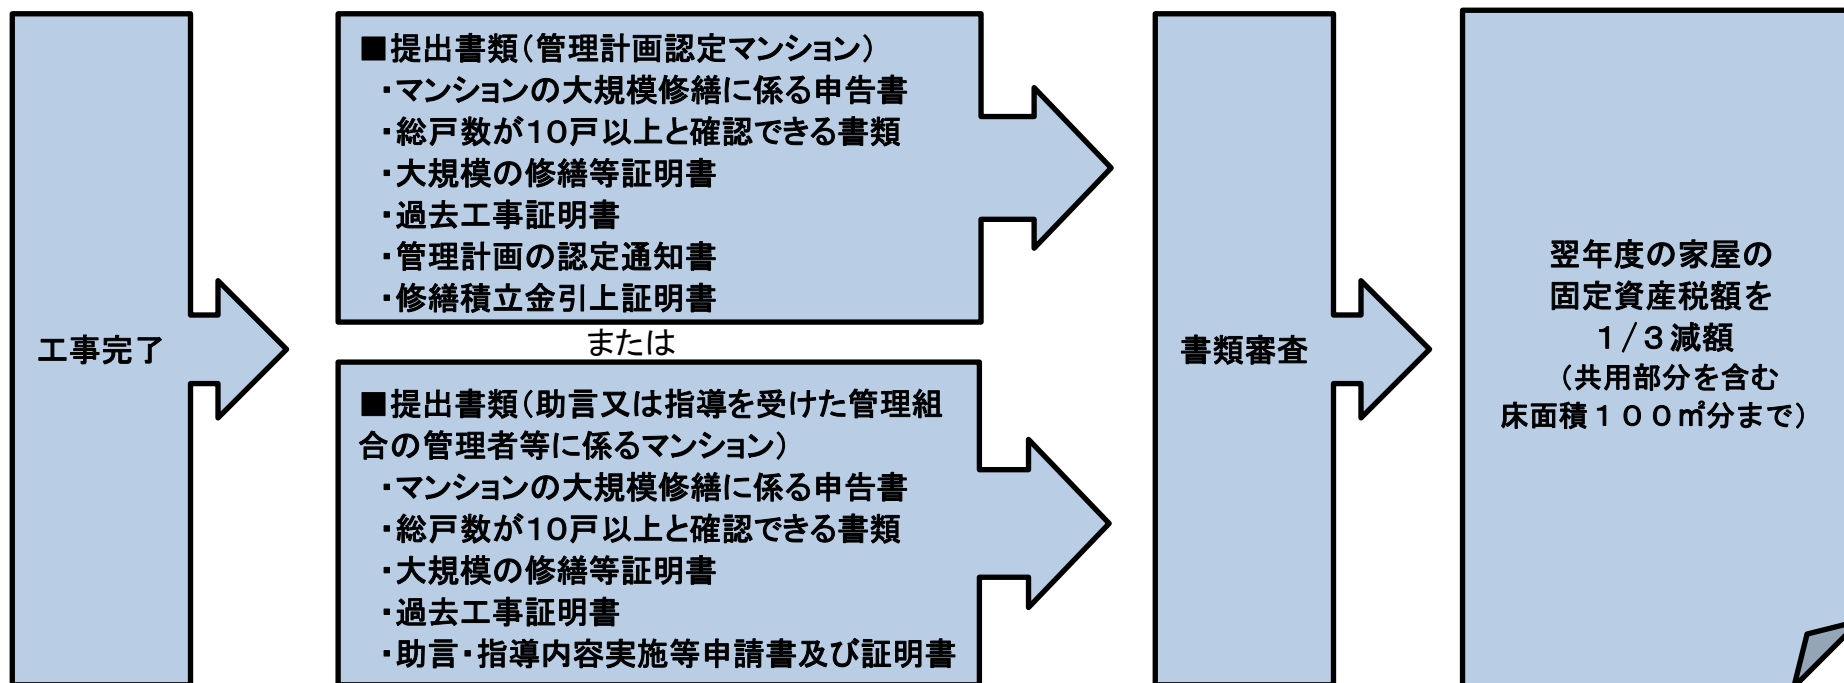 工事完了
■提出書類(管理計画認定マンション)
・マンションの大規模修繕に係る申告書
・総戸数が10戸以上と確認できる書類
・大規模の修繕等証明書
・過去工事証明書
・管理計画の認定通知書
・修繕積立金引上証明書
または
■提出書類(助言又は指導を受けた管理組
合の管理者等に係るマンション)
・マンションの大規模修繕に係る申告書
・総戸数が10戸以上と確認できる書類
・大規模の修繕等証明書
・過去工事証明書
・助言・指導内容実施等申請書及び証明書
書類審査
翌年度の家屋の
固定資産税額を
1/3減額
(共用部分を含む
床面積100㎡分まで)